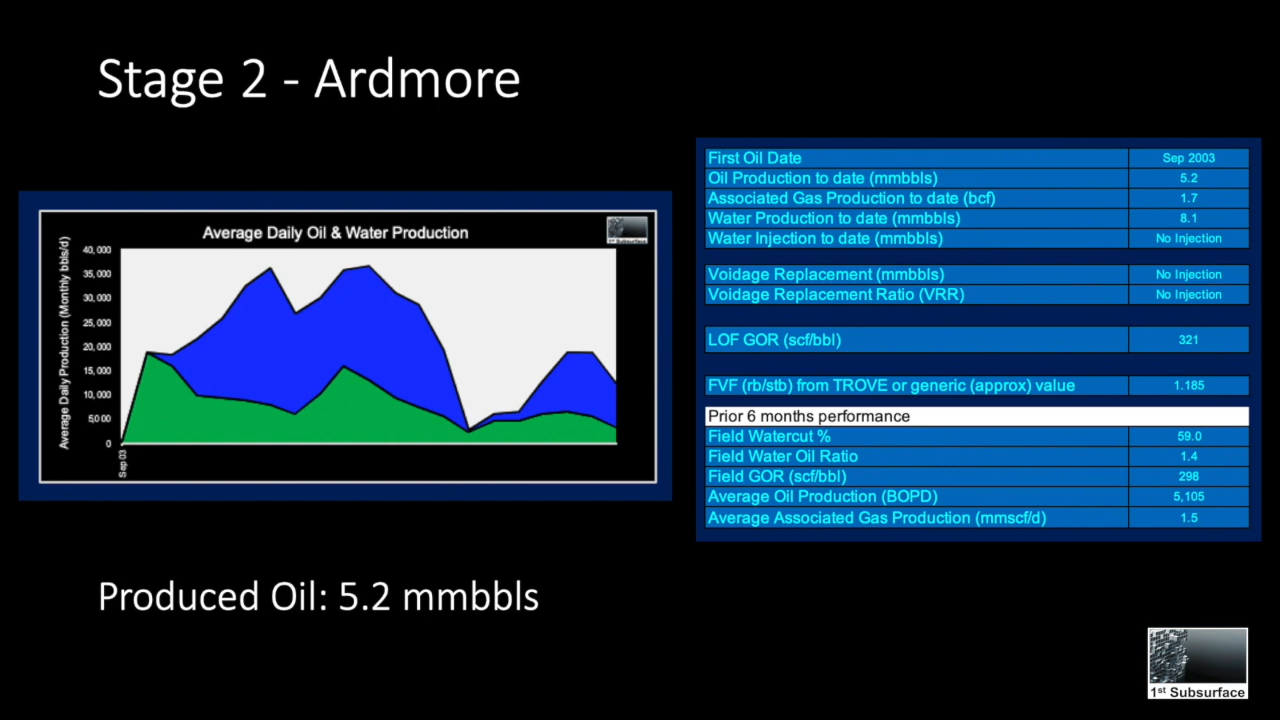 Stage 2 - Ardmore
Average Daily Oil & Water Production
Average Daily Production (Monthly bbls/d)
40,000
35,000
30,000
25,000
20,000
15,000
10,000
5000
0
Sep 03
1st Subsurface
First Oil Date Sep 2003
Oil Production to date (mmbbls) 5.2
Associated Gas Production to date (bcf) 1.7
Water Production to date (mmbbls) 8.1
Water Injection to date (mmbbls) No Injection
Voidage Replacement (mmbbls) No Injection
Voidage Replacement Ratio (VRR) No Injection
LOF GOR (scf/bbl) 321
FVF (rb/stb) from TROVE or generic (approx) value 1.185
Prior 6 months performance
Field Watercut % 59.0
Field Water Oil Ratio 1.4
Field GOR (scf/bbl) 298
Average Oil Production (BOPD) 5,105
Average Associated Gas Production (mmscf/d) 1.5
Produced Oil: 5.2 mmbbls
1st Subsurface